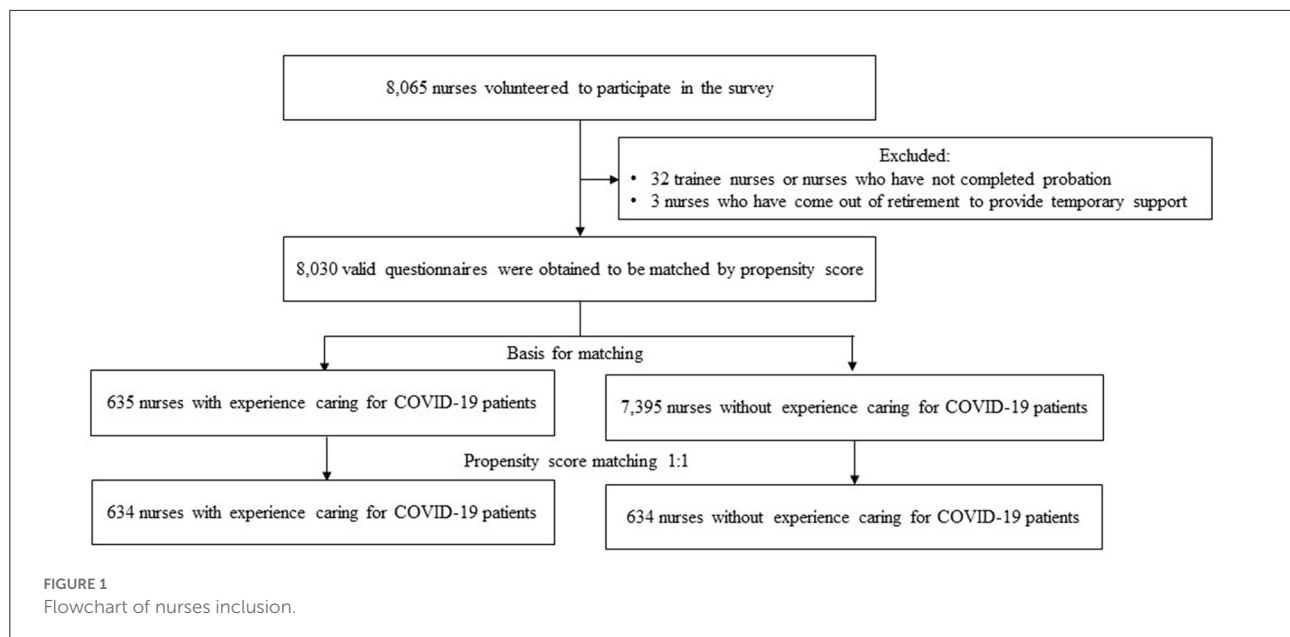 8,065 nurses volunteered to participate in the survey
Excluded:
• 32 trainee nurses or nurses who have not completed probation
• 3 nurses who have come out of retirement to provide temporary support
8,030 valid questionnaires were obtained to be matched by propensity score
Basis for matching
635 nurses with experience caring for COVID-19 patients
7,395 nurses without experience caring for COVID-19 patients
Propensity score matching 1:1
634 nurses with experience caring for COVID-19 patients
634 nurses without experience caring for COVID-19 patients
FIGURE 1
Flowchart of nurses inclusion.